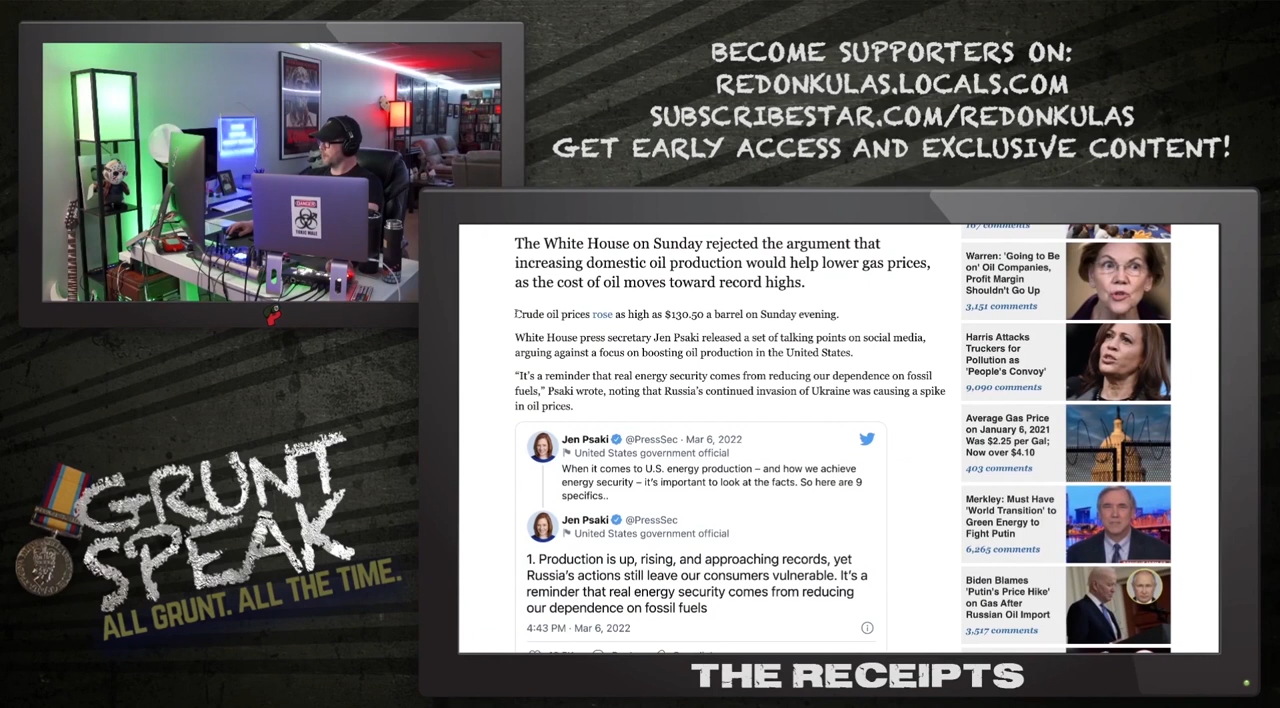 BECOME SUPPORTERS ON:
REDONKULAS.LOCALS.COM
SUBSCRIBESTAR.COM/REDONKULAS
GET EARLY ACCESS AND EXCLUSIVE CONTENT!
DANGER
TOXIC MALE
The White House on Sunday rejected the argument that
increasing domestic oil production would help lower gas prices,
as the cost of oil moves toward record highs.
Crude oil prices rose as high as $130.50 a barrel on Sunday evening.
White House press secretary Jen Psaki released a set of talking points on social media,
arguing against a focus on boosting oil production in the United States.
“It’s a reminder that real energy security comes from reducing our dependence on fossil
fuels,” Psaki wrote, noting that Russia’s continued invasion of Ukraine was causing a spike
in oil prices.
Jen Psaki @PressSec · Mar 6, 2022
United States government official
When it comes to U.S. energy production – and how we achieve
energy security – it’s important to look at the facts. So here are 9
specifics..
Jen Psaki @PressSec
United States government official
1. Production is up, rising, and approaching records, yet
Russia’s actions still leave our consumers vulnerable. It’s a
reminder that real energy security comes from reducing
our dependence on fossil fuels
4:43 PM · Mar 6, 2022
comments
Warren: 'Going to Be
on' Oil Companies,
Profit Margin
Shouldn't Go Up
3,151 comments
Harris Attacks
Truckers for
Pollution as
'People's Convoy'
9,090 comments
Average Gas Price
on January 6, 2021
Was $2.25 per Gal;
Now over $4.10
403 comments
Merkley: Must Have
'World Transition' to
Green Energy to
Fight Putin
6,265 comments
Biden Blames
'Putin's Price Hike'
on Gas After
Russian Oil Import
3,517 comments
GRUNT
SPEAK
ALL GRUNT. ALL THE TIME.
THE RECEIPTS